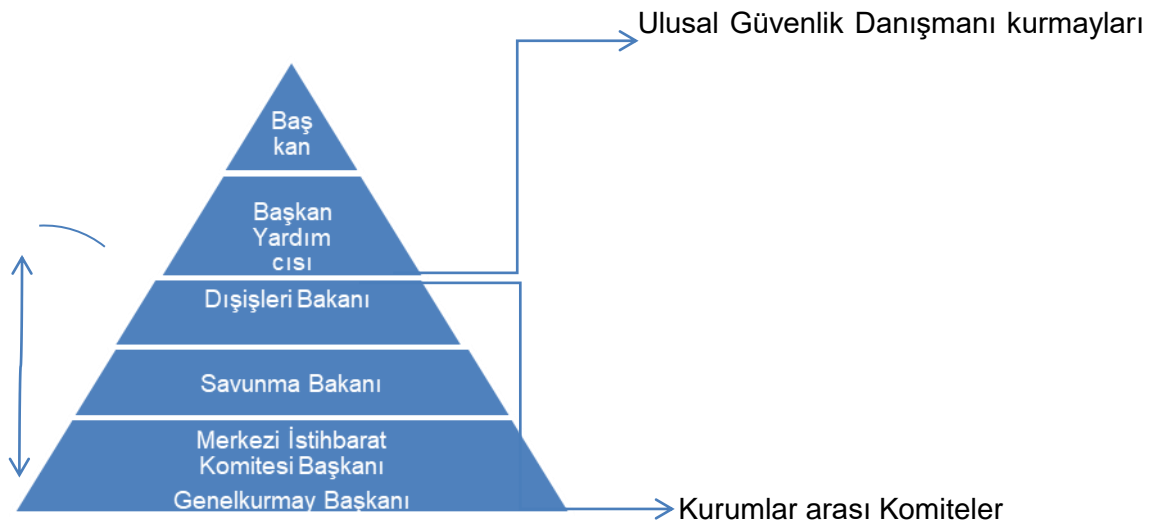 Ulusal Güvenlik Danışmanı kurmayları
Baş
kan
Başkan
Yardım
cısı
Dışişleri Bakanı
Savunma Bakanı
Merkezi İstihbarat
Komitesi Başkanı
Genelkurmay Başkanı
Kurumlar arası Komiteler